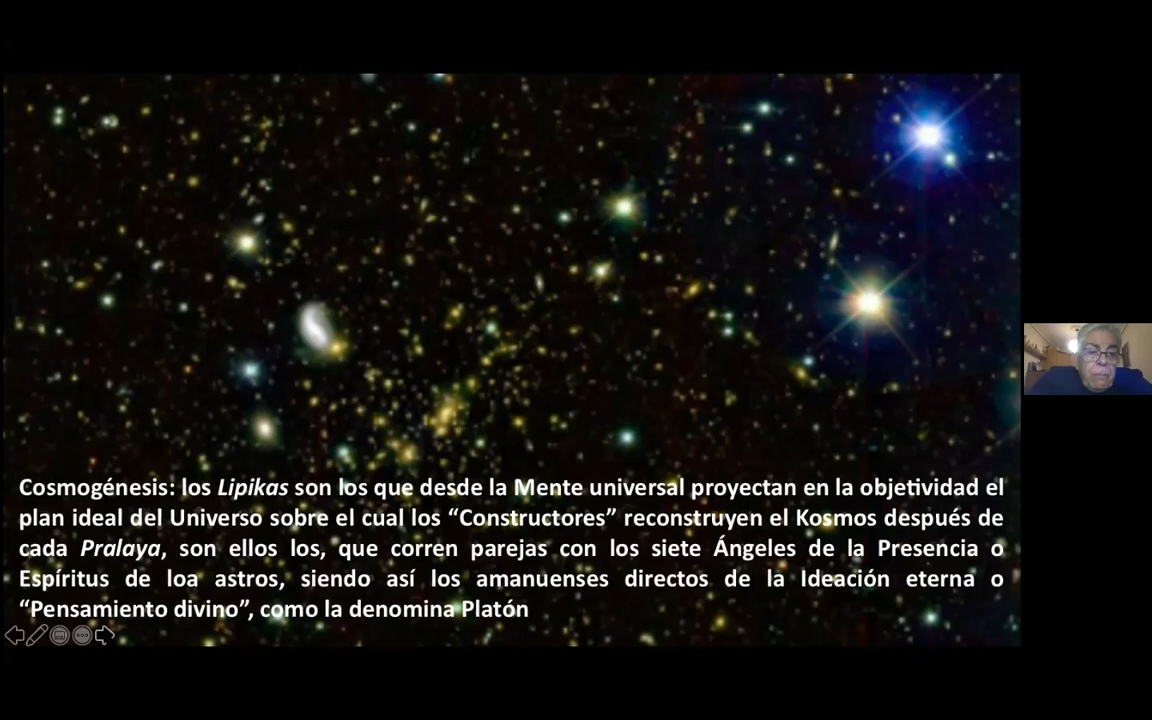 Cosmogénesis: los Lipikas son los que desde la Mente universal proyectan en la objetividad el
plan ideal del Universo sobre el cual los “Constructores” reconstruyen el Kosmos después de
cada Pralaya, son ellos los, que corren parejas con los siete Ángeles de la Presencia o
Espíritus de loa astros, siendo así los amanuenses directos de la Ideación eterna o
“Pensamiento divino”, como la denomina Platón